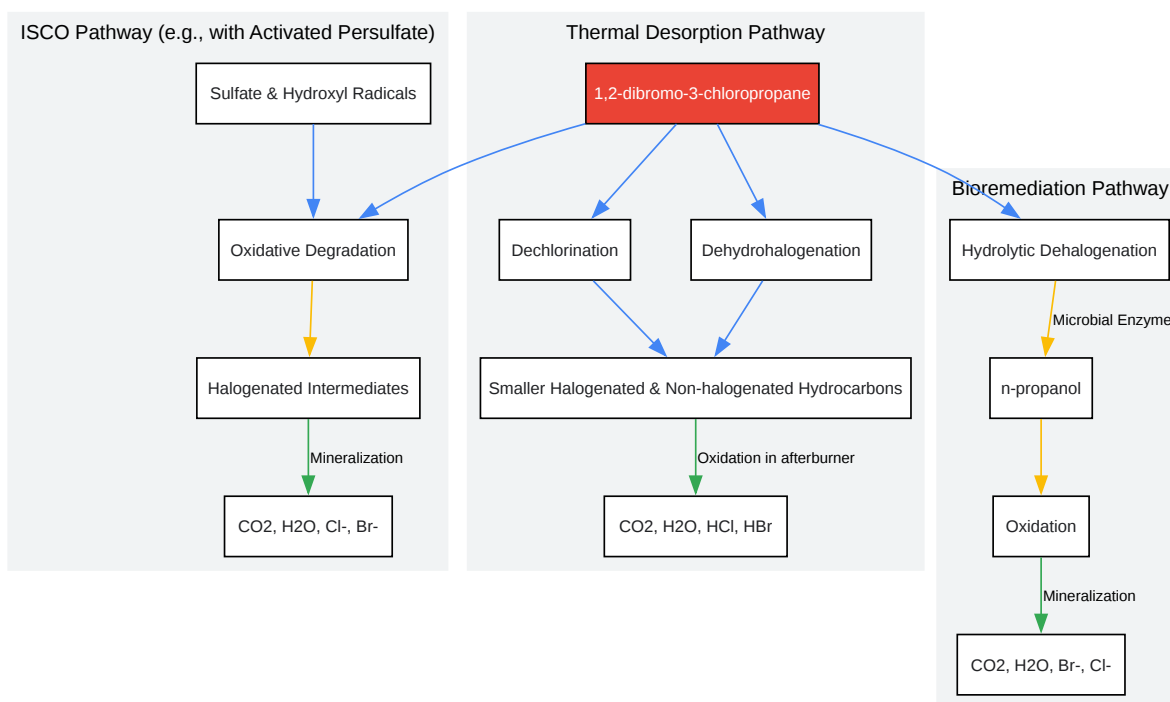 ISCO Pathway (e.g., with Activated Persulfate)
Sulfate & Hydroxyl Radicals
Oxidative Degradation
Halogenated Intermediates
Mineralization
CO2, H2O, Cl-, Br-
Thermal Desorption Pathway
1,2-dibromo-3-chloropropane
Dechlorination
Dehydrohalogenation
Smaller Halogenated & Non-halogenated Hydrocarbons
Oxidation in afterburner
CO2, H2O, HCl, HBr
Bioremediation Pathway
Hydrolytic Dehalogenation
Microbial Enzyme
n-propanol
Oxidation
Mineralization
CO2, H2O, Br-, Cl-